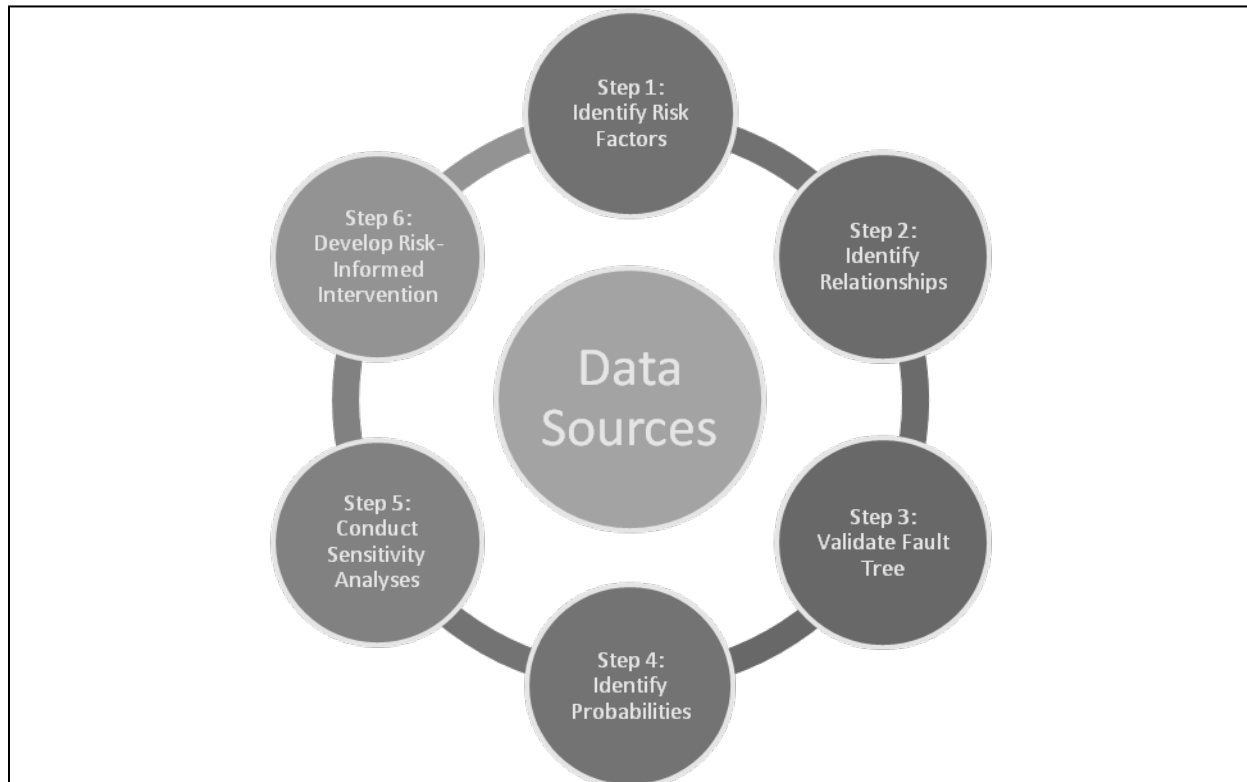 Step 1:
Identify Risk
Factors
Step 2:
Identify
Relationships
Step 3:
Validate Fault
Tree
Step 4:
Identify
Probabilities
Step 5:
Conduct
Sensitivity
Analyses
Step 6:
Develop Risk-
Informed
Intervention
Data
Sources